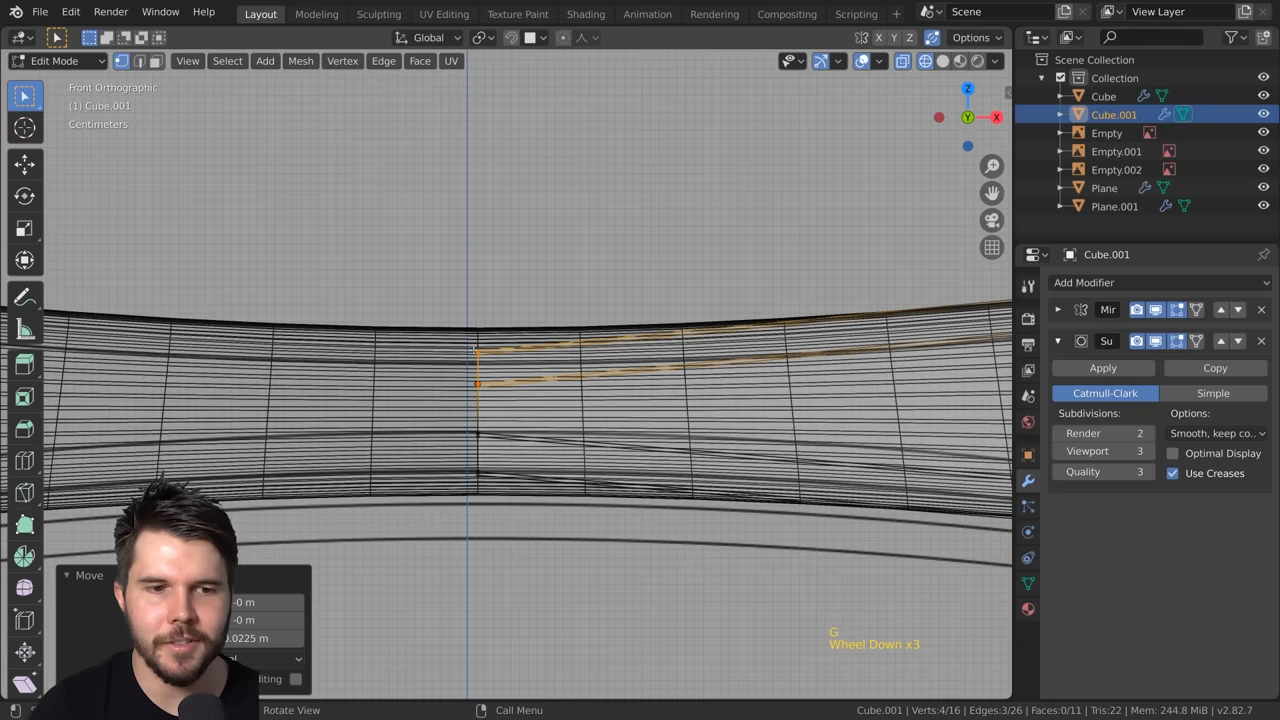 File Edit Render Window Help Layout Modeling Sculpting UV Editing Texture Paint Shading Animation Rendering Compositing Scripting + Scene View Layer
Global X Y Z Options
Edit Mode View Select Add Mesh Vertex Edge Face UV
Front Orthographic
(1) Cube.001
Centimeters
Z
Y
X
Scene Collection
Collection
Cube
Cube.001
Empty
Empty.001
Empty.002
Plane
Plane.001
Cube.001
Add Modifier
Mir
Su
Apply Copy
Catmull-Clark Simple
Subdivisions: Options:
Render 2 Smooth, keep co..
Viewport 3 Optimal Display
Quality 3 Use Creases
Move
-0 m
-0 m
0.0225 m
G
Wheel Down x3
Rotate View Call Menu Cube.001 | Verts:4/16 | Edges:3/26 | Faces:0/11 | Tris:22 | Mem: 244.8 MiB | v2.82.7